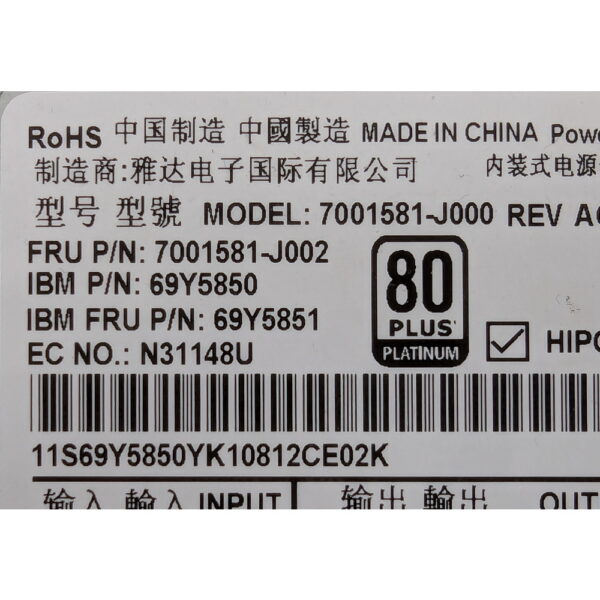 RoHS 中国制造 中國製造 MADE IN CHINA Powe
制造商:雅达电子国际有限公司 内装式电源
型号 型號 MODEL: 7001581-J000 REV A
FRU P/N: 7001581-J002
IBM P/N: 69Y5850
IBM FRU P/N: 69Y5851
EC NO.: N31148U
80
PLUS
PLATINUM
HIPO
11S69Y5850YK10812CE02K
输入 輸入 INPUT 输出 輸出 OUT